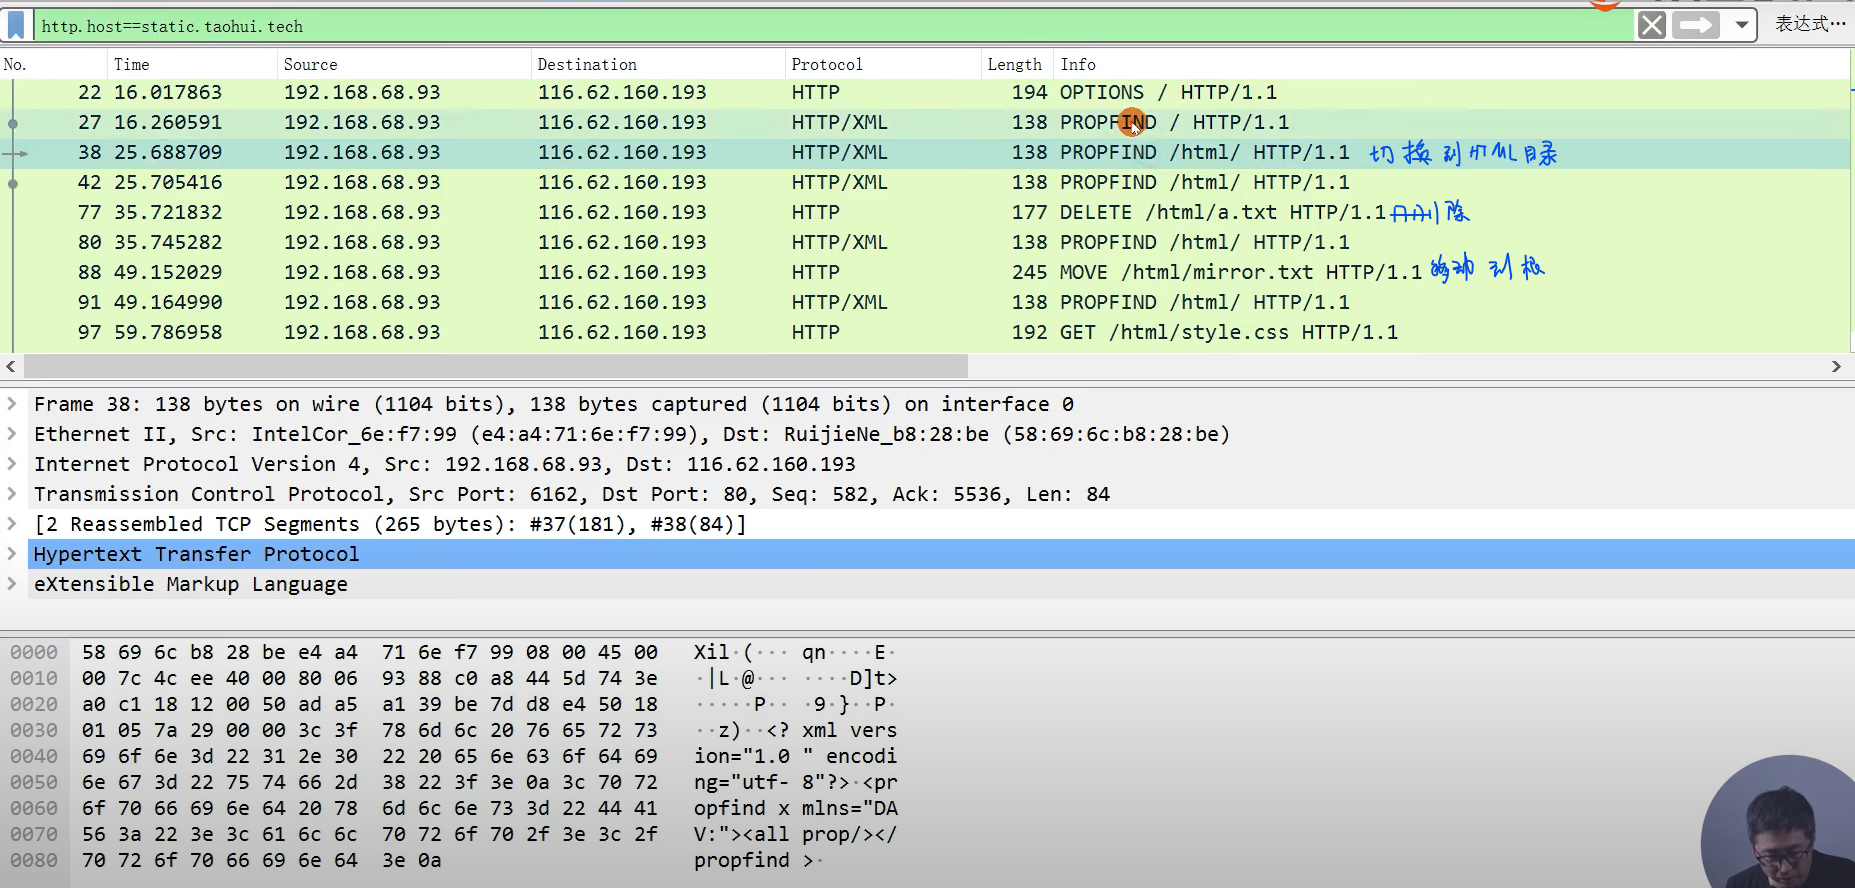 http.host==static.taohui.tech 表达式…
No. Time Source Destination Protocol Length Info
22 16.017863 192.168.68.93 116.62.160.193 HTTP 194 OPTIONS / HTTP/1.1
27 16.260591 192.168.68.93 116.62.160.193 HTTP/XML 138 PROPFIND / HTTP/1.1
38 25.688709 192.168.68.93 116.62.160.193 HTTP/XML 138 PROPFIND /html/ HTTP/1.1 切换到HTML目录
42 25.705416 192.168.68.93 116.62.160.193 HTTP/XML 138 PROPFIND /html/ HTTP/1.1
77 35.721832 192.168.68.93 116.62.160.193 HTTP 177 DELETE /html/a.txt HTTP/1.1 删除
80 35.745282 192.168.68.93 116.62.160.193 HTTP/XML 138 PROPFIND /html/ HTTP/1.1
88 49.152029 192.168.68.93 116.62.160.193 HTTP 245 MOVE /html/mirror.txt HTTP/1.1 移动到根
91 49.164990 192.168.68.93 116.62.160.193 HTTP/XML 138 PROPFIND /html/ HTTP/1.1
97 59.786958 192.168.68.93 116.62.160.193 HTTP 192 GET /html/style.css HTTP/1.1
Frame 38: 138 bytes on wire (1104 bits), 138 bytes captured (1104 bits) on interface 0
Ethernet II, Src: IntelCor_6e:f7:99 (e4:a4:71:6e:f7:99), Dst: RuijieNe_b8:28:be (58:69:6c:b8:28:be)
Internet Protocol Version 4, Src: 192.168.68.93, Dst: 116.62.160.193
Transmission Control Protocol, Src Port: 6162, Dst Port: 80, Seq: 582, Ack: 5536, Len: 84
[2 Reassembled TCP Segments (265 bytes): #37(181), #38(84)]
Hypertext Transfer Protocol
eXtensible Markup Language
0000 58 69 6c b8 28 be e4 a4 71 6e f7 99 08 00 45 00 Xil·(··· qn····E·
0010 00 7c 4c ee 40 00 80 06 93 88 c0 a8 44 5d 74 3e ·|L·@··· ····D]t>
0020 a0 c1 18 12 00 50 ad a5 a1 39 be 7d d8 e4 50 18 ·····P·· ·9·}··P·
0030 01 05 7a 29 00 00 3c 3f 78 6d 6c 20 76 65 72 73 ··z)··<? xml vers
0040 69 6f 6e 3d 22 31 2e 30 22 20 65 6e 63 6f 64 69 ion="1.0 " encodi
0050 6e 67 3d 22 75 74 66 2d 38 22 3f 3e 0a 3c 70 72 ng="utf- 8"?>·<pr
0060 6f 70 66 69 6e 64 20 78 6d 6c 6e 73 3d 22 44 41 opfind x mlns="DA
0070 56 3a 22 3e 3c 61 6c 6c 70 72 6f 70 2f 3e 3c 2f V:"><all prop/></
0080 70 72 6f 70 66 69 6e 64 3e 0a propfind >·